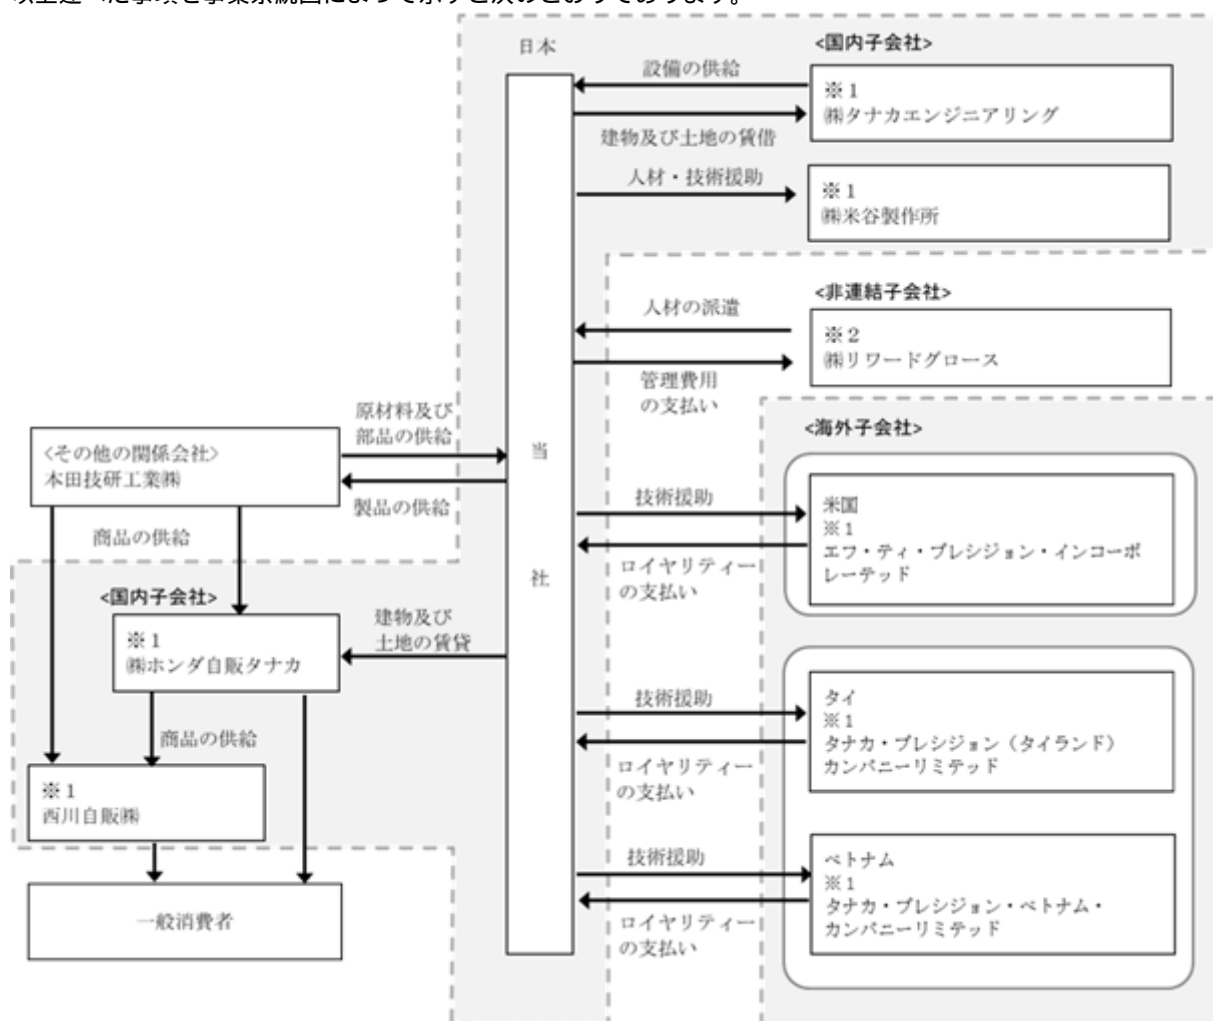 以上述べた事項を事業系統図によって示すと次のとおりであります。
日本
<国内子会社>
設備の供給
※1
㈱タナカエンジニアリング
建物及び土地の賃借
人材・技術援助
※1
㈱米谷製作所
<非連結子会社>
人材の派遣
※2
㈱リワードグロース
管理費用
の支払い
原材料及び
部品の供給
<その他の関係会社>
本田技研工業㈱
製品の供給
商品の供給
当
社
<海外子会社>
技術援助
米国
※1
エフ・ティ・プレシジョン・インコーポ
レーテッド
ロイヤリティー
の支払い
<国内子会社>
※1
㈱ホンダ自販タナカ
建物及び
土地の賃貸
商品の供給
※1
西川自販㈱
一般消費者
技術援助
タイ
※1
タナカ・プレシジョン（タイランド）
カンパニーリミテッド
ロイヤリティー
の支払い
技術援助
ベトナム
※1
タナカ・プレシジョン・ベトナム・
カンパニーリミテッド
ロイヤリティー
の支払い